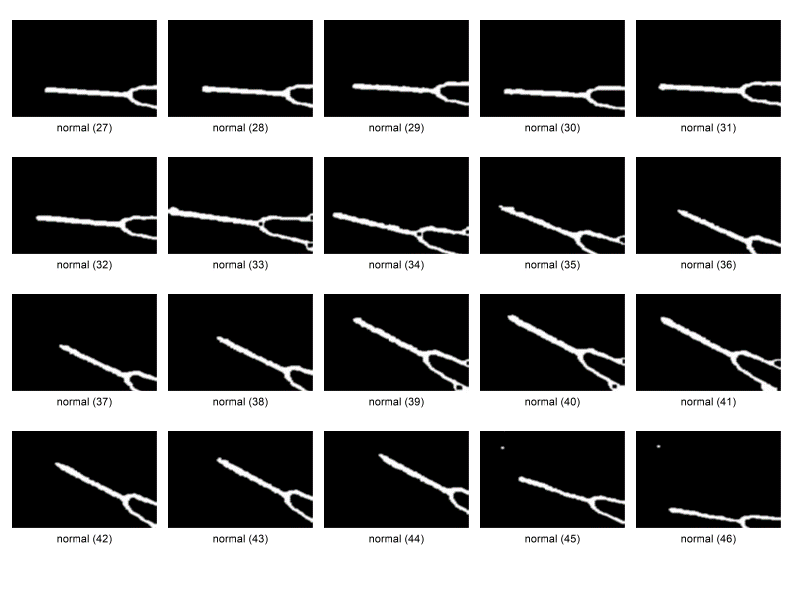 normal (27) normal (28) normal (29) normal (30) normal (31)
normal (32) normal (33) normal (34) normal (35) normal (36)
normal (37) normal (38) normal (39) normal (40) normal (41)
normal (42) normal (43) normal (44) normal (45) normal (46)